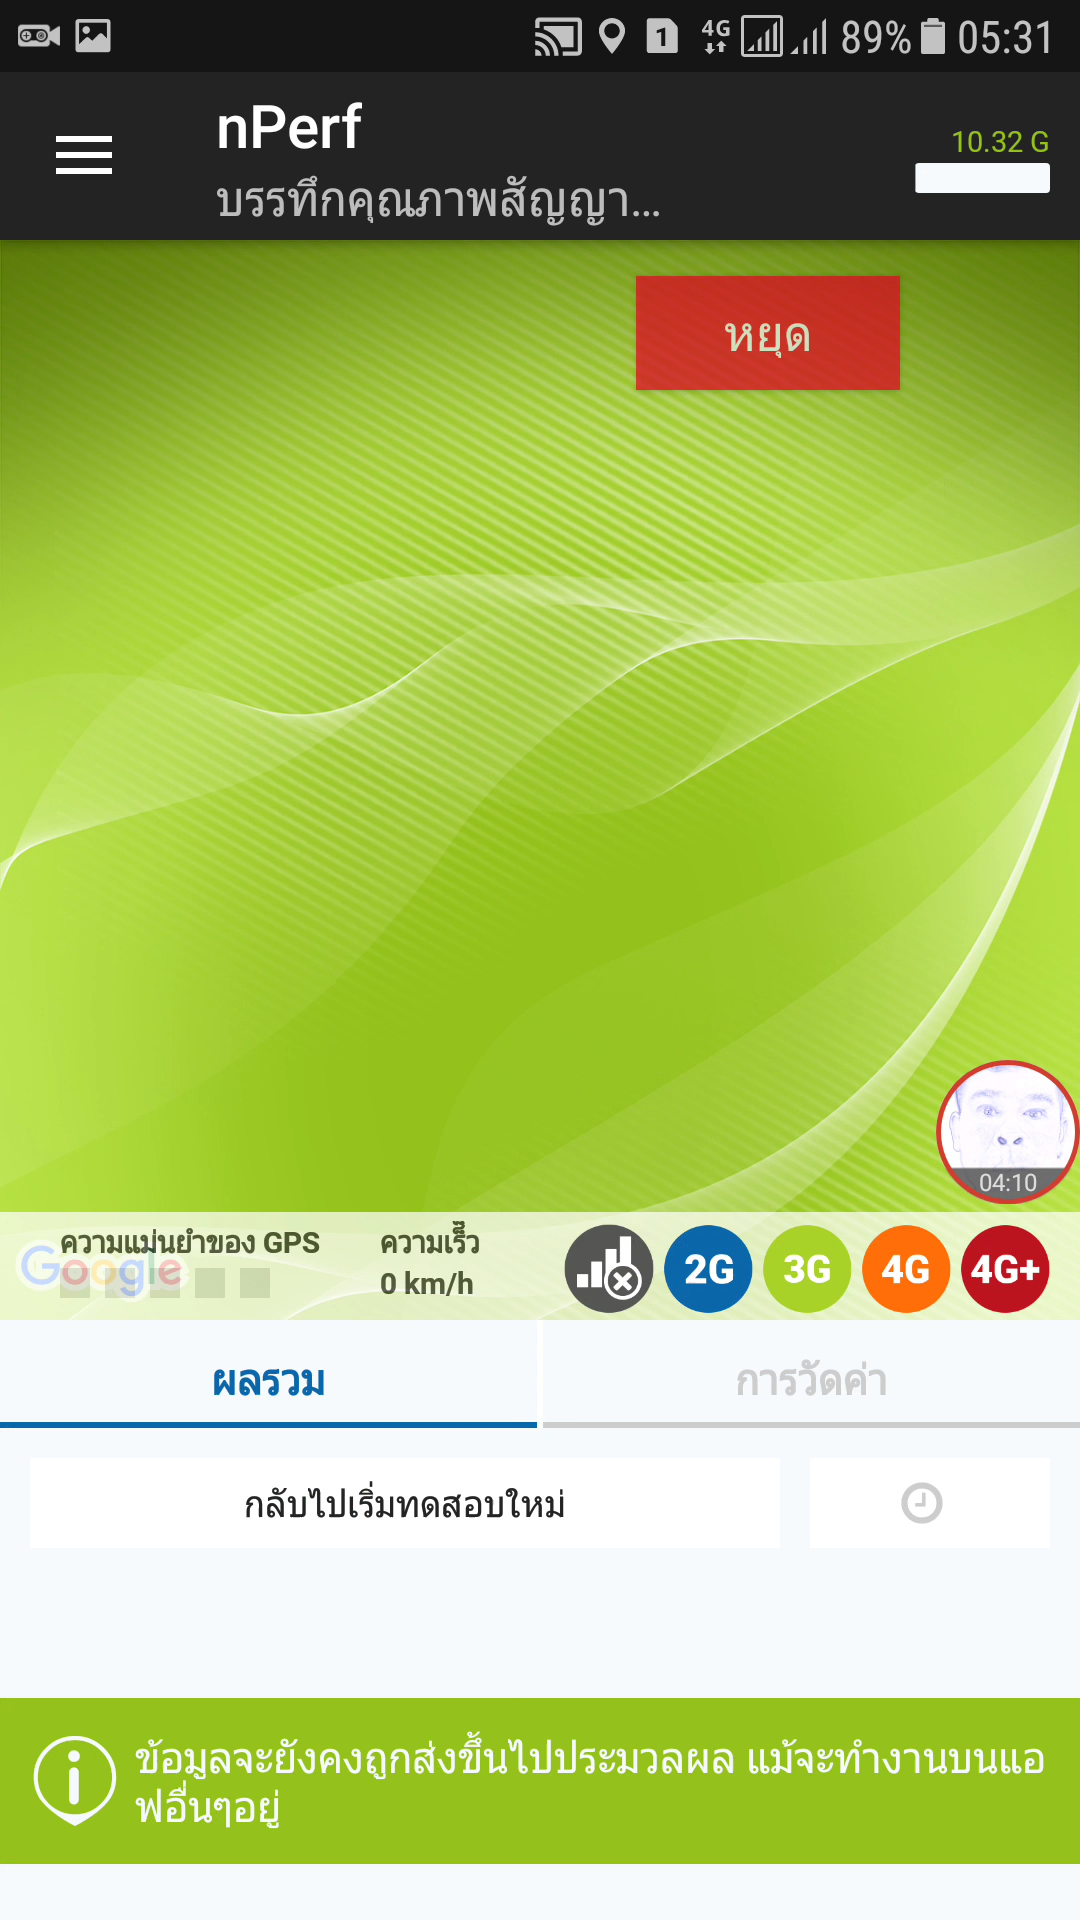 1 4G 89% 05:31
nPerf
10.32 G
บรรทึกคุณภาพสัญญา...
หยุด
04:10
ความแม่นยำของ GPS
ความเร็ว
Google
0 km/h
2G 3G 4G 4G+
ผลรวม
การวัดค่า
กลับไปเริ่มทดสอบใหม่
ข้อมูลจะยังคงถูกส่งขึ้นไปประมวลผล แม้จะทำงานบนแอ
ฟอื่นๆอยู่